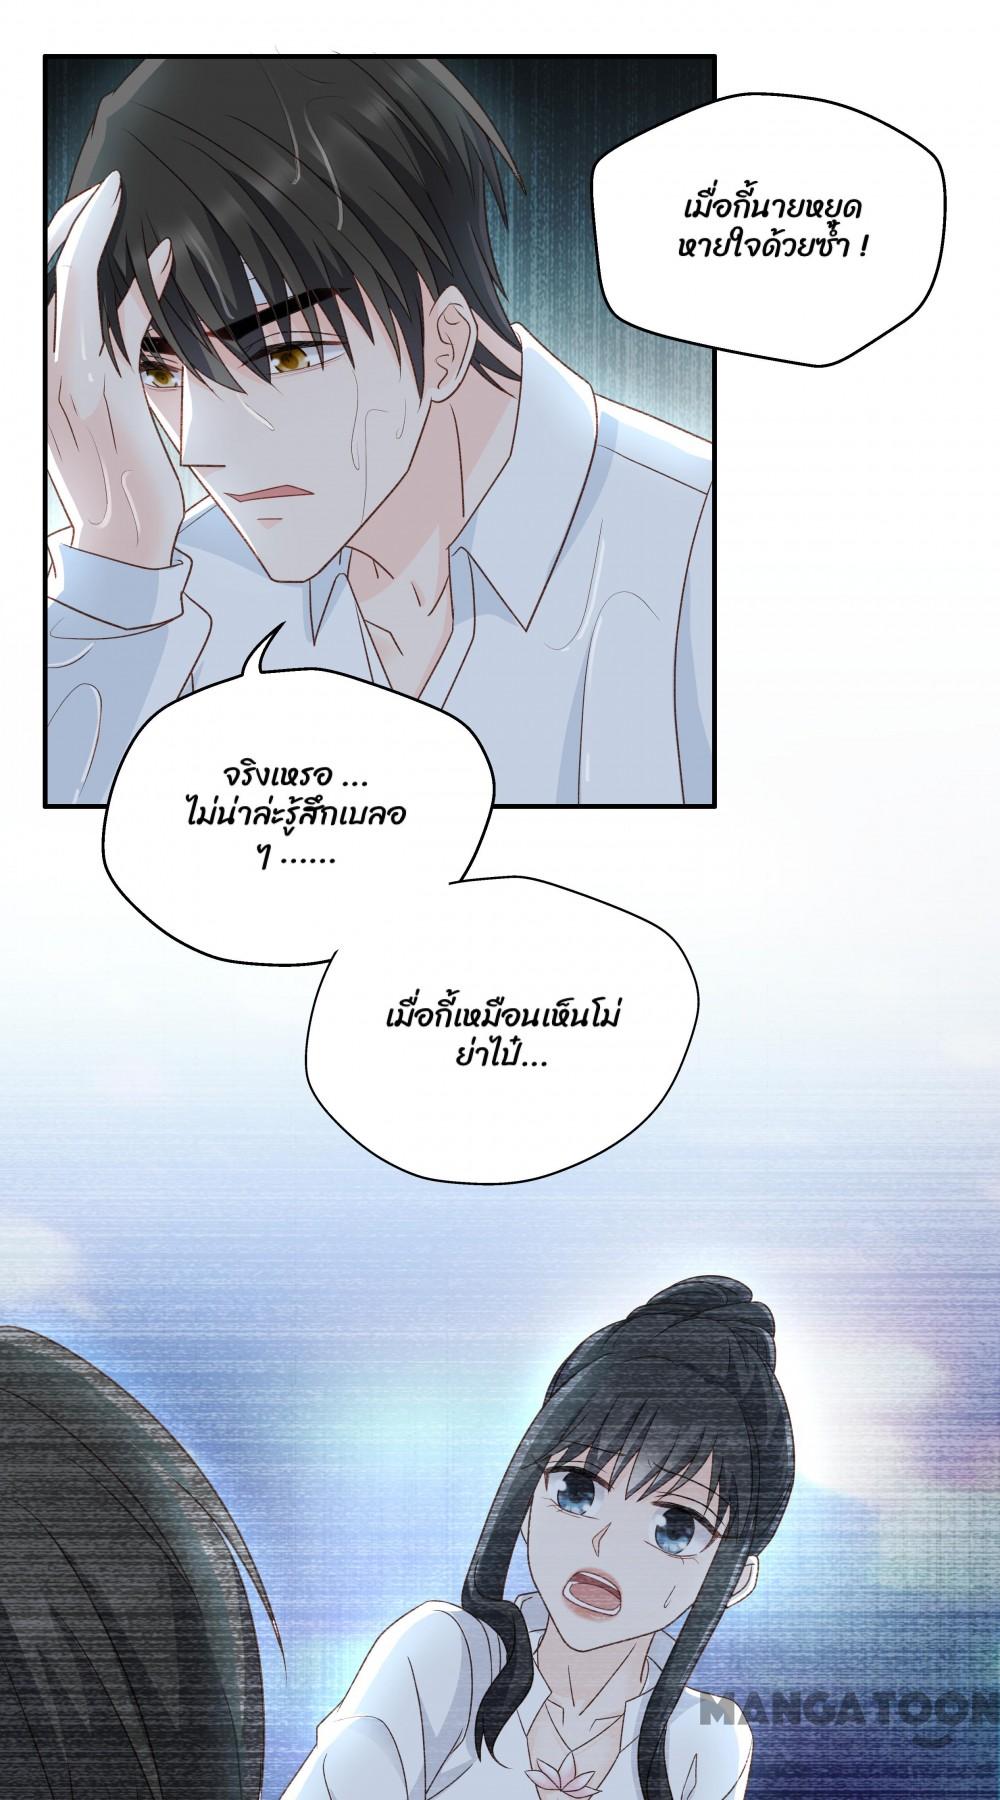 เมื่อกี้นายหยุด
หายใจด้วยซ้ำ !
จริงเหรอ ...
ไม่น่าล่ะรู้สึกเบลอ
ๆ ......
เมื่อกี้เหมือนเห็นโม่
ย่าไป๋...
MANGATOON